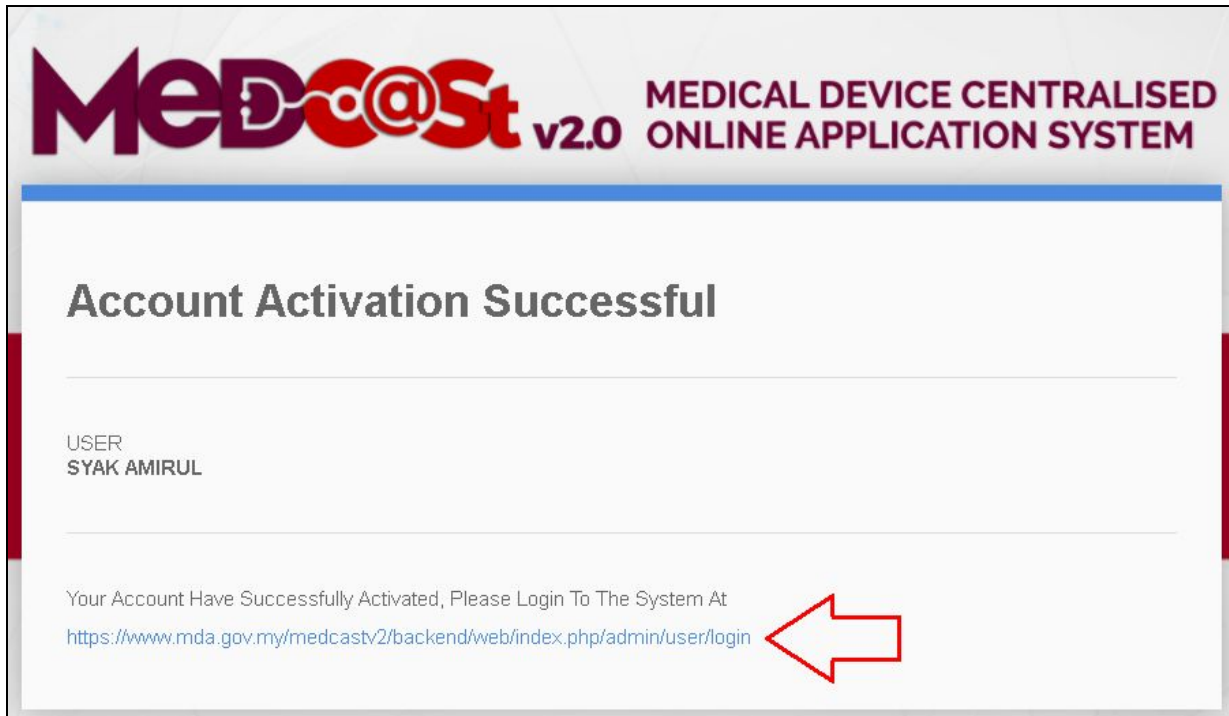 MeDC@St v2.0 MEDICAL DEVICE CENTRALISED
ONLINE APPLICATION SYSTEM
Account Activation Successful
USER
SYAK AMIRUL
Your Account Have Successfully Activated, Please Login To The System At
https://www.mda.gov.my/medcastv2/backend/web/index.php/admin/user/login